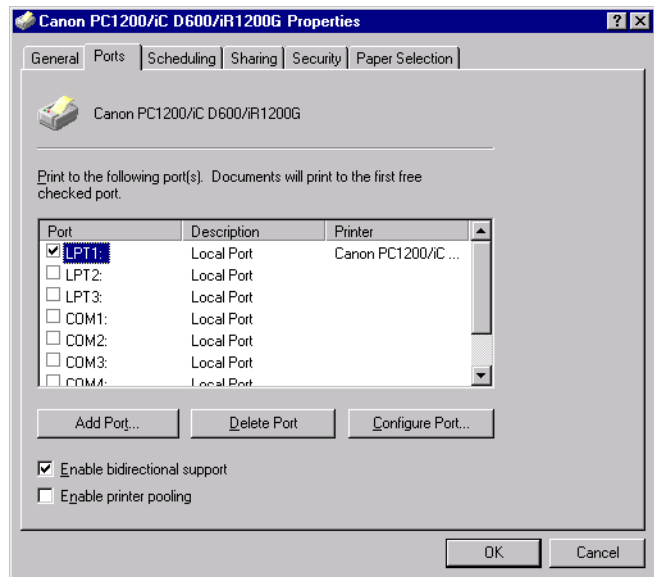 Canon PC1200/iC D600/iR1200G Properties
General Ports Scheduling Sharing Security Paper Selection
Canon PC1200/iC D600/iR1200G
Print to the following port(s). Documents will print to the first free
checked port.
Port Description Printer
LPT1: Local Port Canon PC1200/iC ...
LPT2: Local Port
LPT3: Local Port
COM1: Local Port
COM2: Local Port
COM3: Local Port
COM4: Local Port
Add Port... Delete Port Configure Port...
Enable bidirectional support
Enable printer pooling
OK Cancel